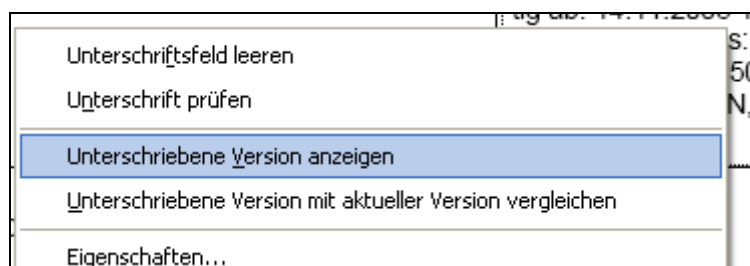 Unterschriftsfeld leeren
Unterschrift prüfen
Unterschriebene Version anzeigen
Unterschriebene Version mit aktueller Version vergleichen
Eigenschaften...